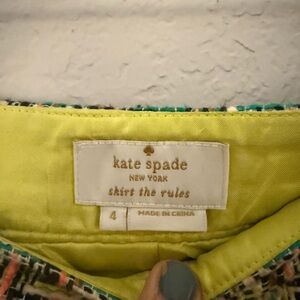 kate spade
NEW YORK
skirt the rules
4
MADE IN CHINA